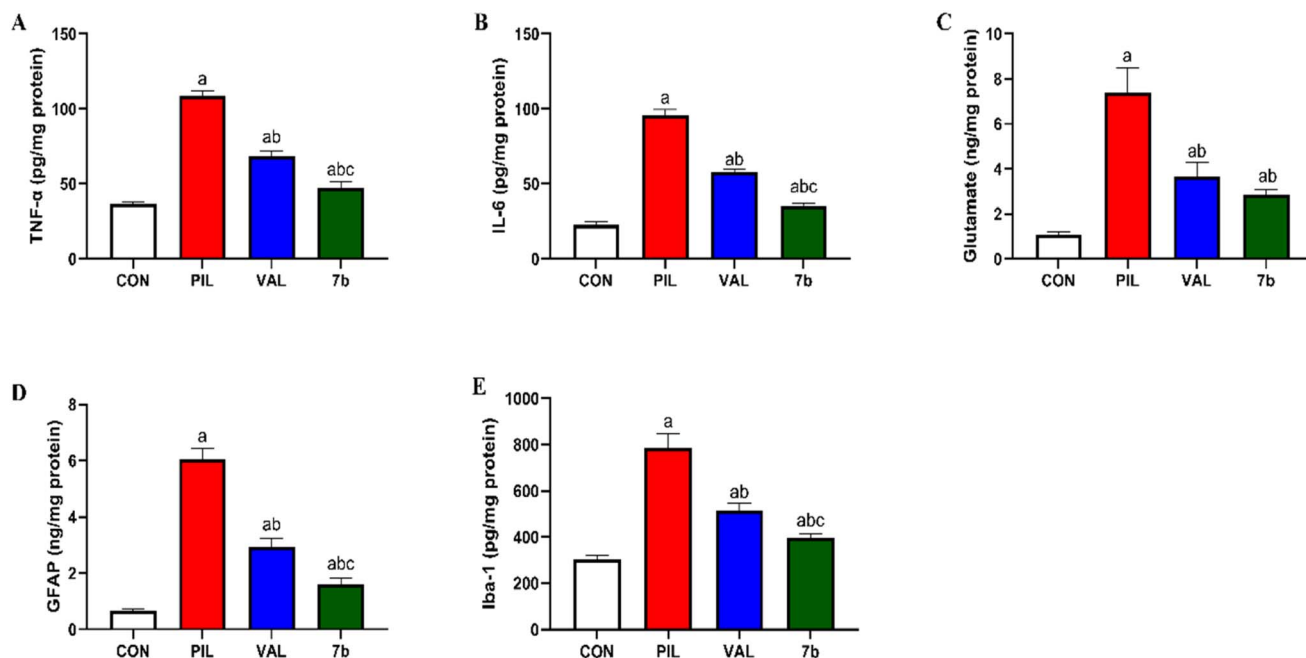 A
TNF-α (pg/mg protein)
150
100
50
0
a
ab
abc
CON PIL VAL 7b
B
IL-6 (pg/mg protein)
150
100
50
0
a
ab
abc
CON PIL VAL 7b
C
Glutamate (ng/mg protein)
10
8
6
4
2
0
a
ab
ab
CON PIL VAL 7b
D
GFAP (ng/mg protein)
8
6
4
2
0
a
ab
abc
CON PIL VAL 7b
E
Iba-1 (pg/mg protein)
1000
800
600
400
200
0
a
ab
abc
CON PIL VAL 7b